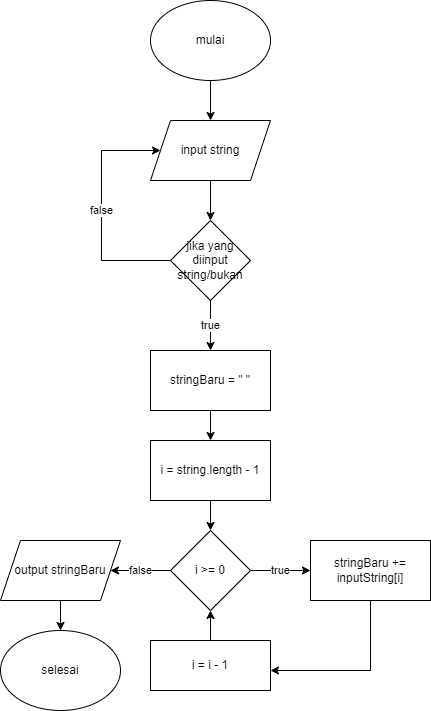 mulai
input string
false
jika yang
diinput
string/bukan
true
stringBaru = " "
i = string.length - 1
output stringBaru
false
i >= 0
true
stringBaru +=
inputString[i]
selesai
i = i - 1